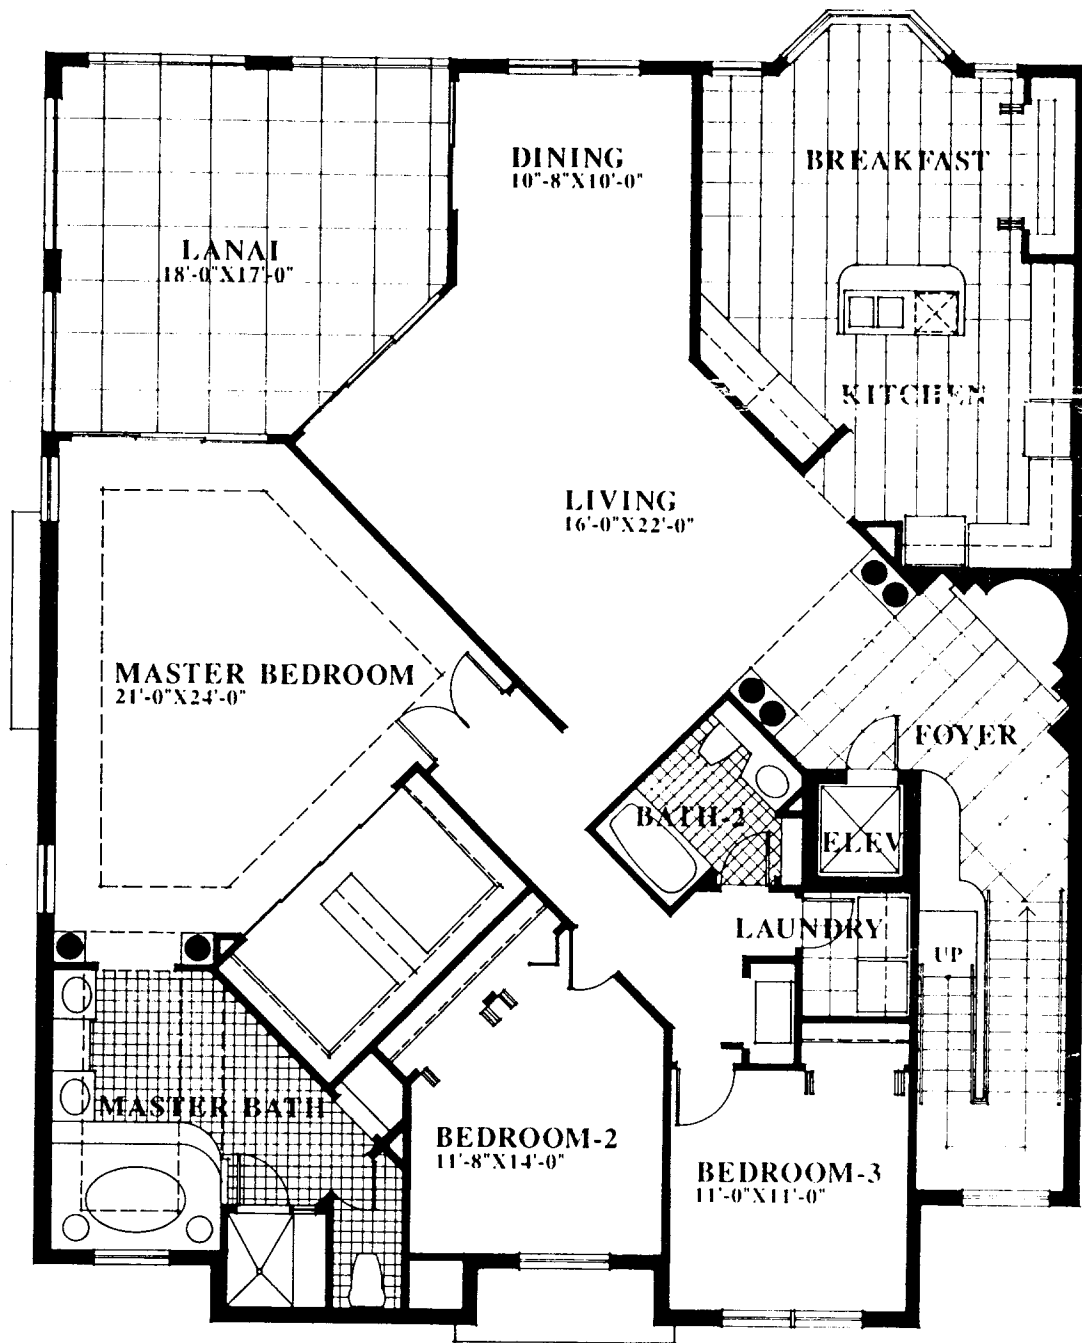 DINING
10"-8"X10'-0"
BREAKFAST
LANAI
18'-0"X17'-0"
KITCHEN
LIVING
16'-0"X22'-0"
MASTER BEDROOM
21'-0"X24'-0"
FOYER
BATH-2
ELEV
LAUNDRY
UP
MASTER BATH
BEDROOM-2
11'-8"X14'-0"
BEDROOM-3
11'-0"X11'-0"